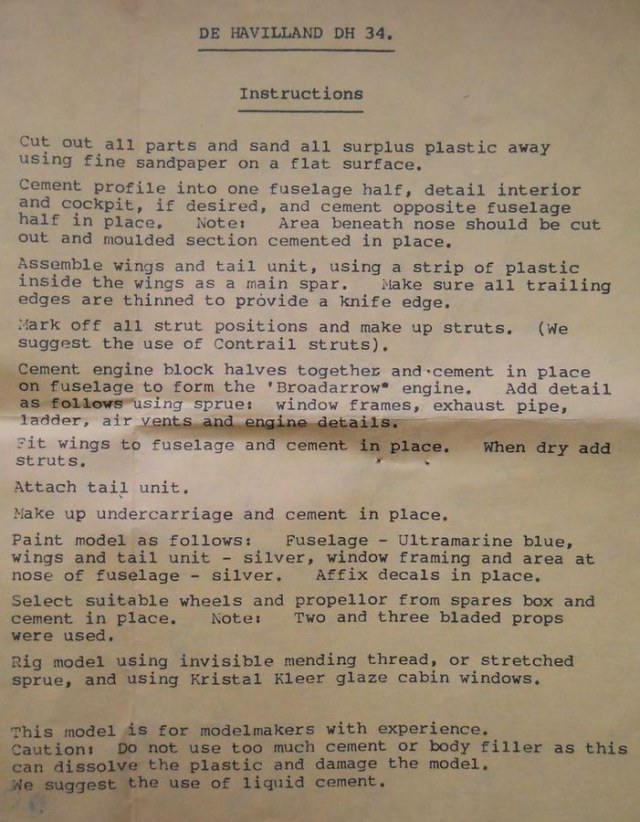 DE HAVILLAND DH 34.
Instructions
Cut out all parts and sand all surplus plastic away
using fine sandpaper on a flat surface.
Cement profile into one fuselage half, detail interior
and cockpit, if desired, and cement opposite fuselage
half in place. Note: Area beneath nose should be cut
out and moulded section cemented in place.
Assemble wings and tail unit, using a strip of plastic
inside the wings as a main spar. Make sure all trailing
edges are thinned to provide a knife edge.
Mark off all strut positions and make up struts. (We
suggest the use of Contrail struts).
Cement engine block halves together and cement in place
on fuselage to form the 'Broadarrow" engine. Add detail
as follows using sprue: window frames, exhaust pipe,
ladder, air vents and engine details.
Fit wings to fuselage and cement in place. When dry add
struts.
Attach tail unit.
Make up undercarriage and cement in place.
Paint model as follows: Fuselage - Ultramarine blue,
wings and tail unit - silver, window framing and area at
nose of fuselage - silver. Affix decals in place.
Select suitable wheels and propellor from spares box and
cement in place. Note: Two and three bladed props
were used.
Rig model using invisible mending thread, or stretched
sprue, and using Kristal Kleer glaze cabin windows.
This model is for modelmakers with experience.
Caution: Do not use too much cement or body filler as this
can dissolve the plastic and damage the model.
We suggest the use of liquid cement.